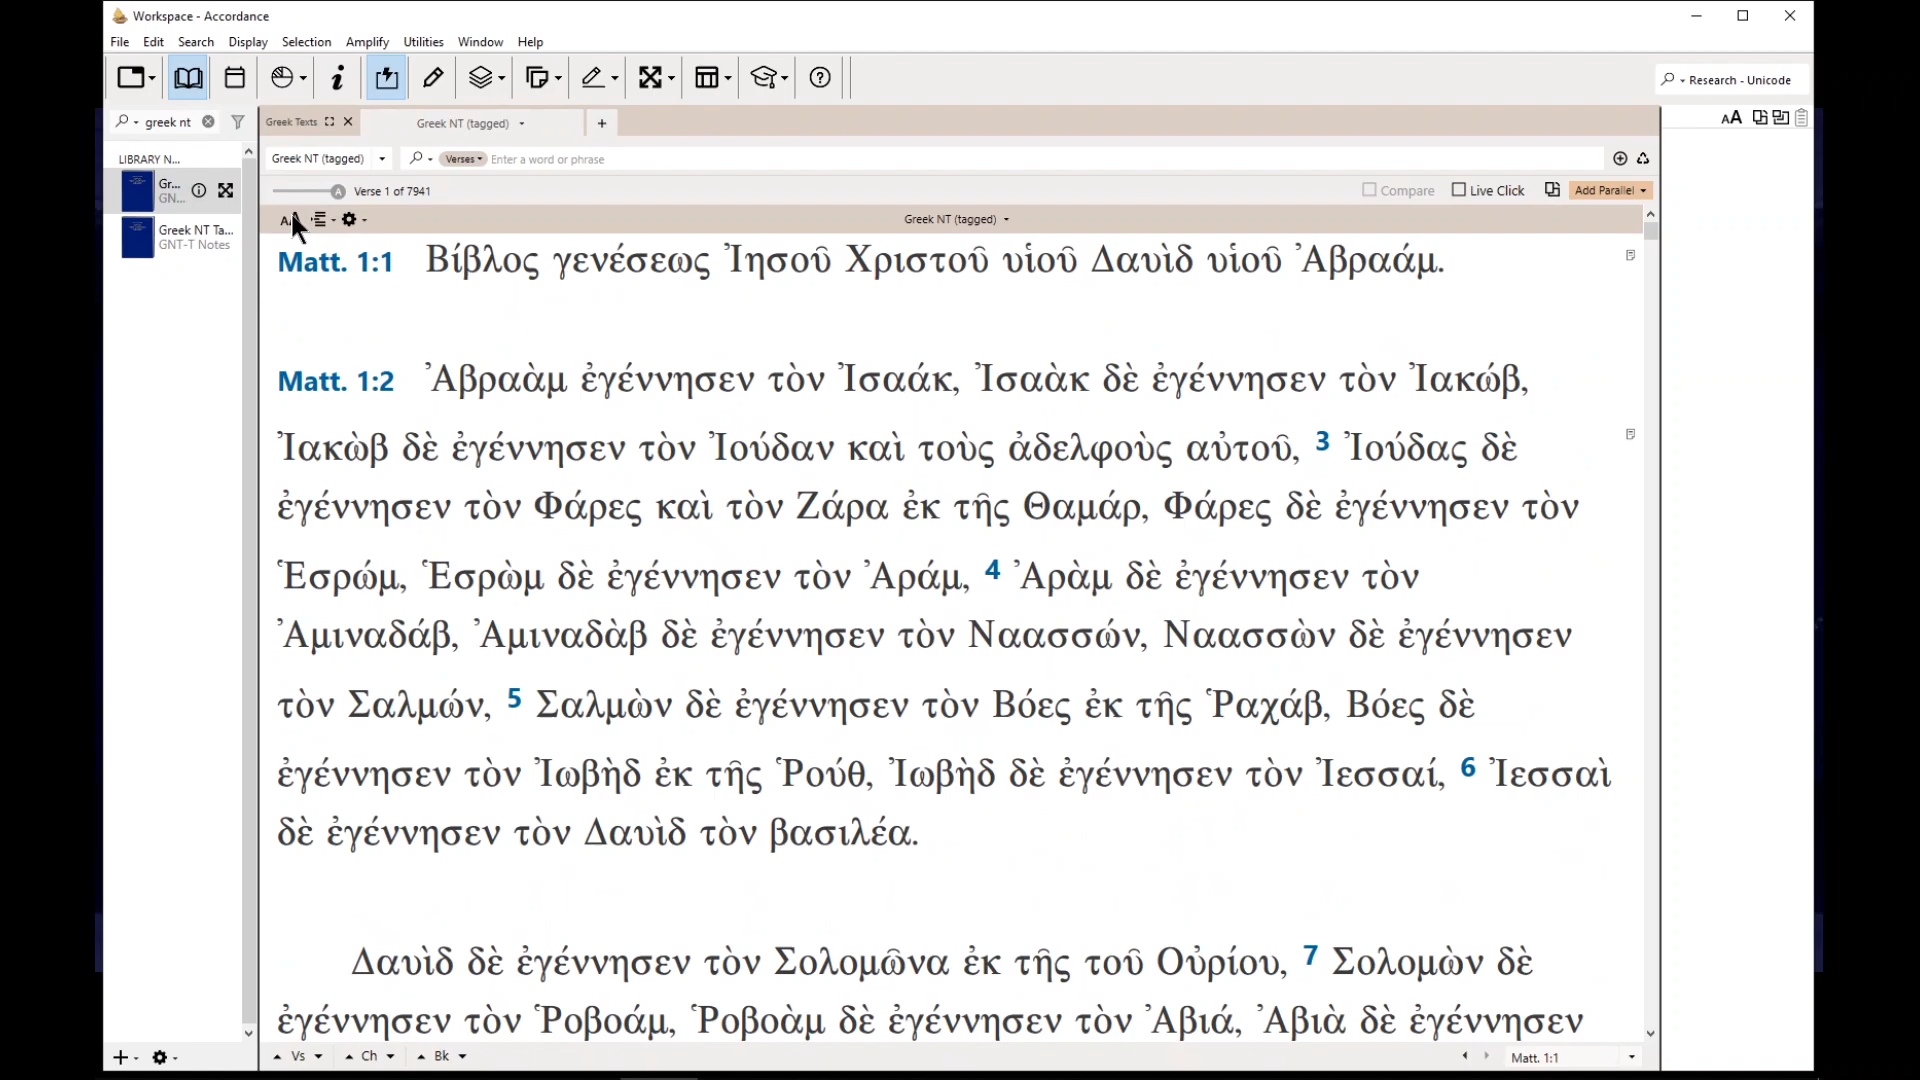 Workspace - Accordance
File Edit Search Display Selection Amplify Utilities Window Help
Research - Unicode
greek nt
Greek Texts
Greek NT (tagged)
LIBRARY N...
Greek NT (tagged)
Verses
Enter a word or phrase
Gr...
GN...
Verse 1 of 7941
Compare
Live Click
Add Parallel
Greek NT Ta...
GNT-T Notes
Greek NT (tagged)
Matt. 1:1 Βίβλος γενέσεως Ἰησοῦ Χριστοῦ υἱοῦ Δαυὶδ υἱοῦ Ἀβραάμ.
Matt. 1:2 Ἀβραὰμ ἐγέννησεν τὸν Ἰσαάκ, Ἰσαὰκ δὲ ἐγέννησεν τὸν Ἰακώβ,
Ἰακὼβ δὲ ἐγέννησεν τὸν Ἰούδαν καὶ τοὺς ἀδελφοὺς αὐτοῦ, 3 Ἰούδας δὲ
ἐγέννησεν τὸν Φάρες καὶ τὸν Ζάρα ἐκ τῆς Θαμάρ, Φάρες δὲ ἐγέννησεν τὸν
Ἑσρώμ, Ἑσρὼμ δὲ ἐγέννησεν τὸν Ἀράμ, 4 Ἀρὰμ δὲ ἐγέννησεν τὸν
Ἀμιναδάβ, Ἀμιναδὰβ δὲ ἐγέννησεν τὸν Ναασσών, Ναασσὼν δὲ ἐγέννησεν
τὸν Σαλμών, 5 Σαλμὼν δὲ ἐγέννησεν τὸν Βόες ἐκ τῆς Ῥαχάβ, Βόες δὲ
ἐγέννησεν τὸν Ἰωβὴδ ἐκ τῆς Ῥούθ, Ἰωβὴδ δὲ ἐγέννησεν τὸν Ἰεσσαί, 6 Ἰεσσαὶ
δὲ ἐγέννησεν τὸν Δαυὶδ τὸν βασιλέα.
Δαυὶδ δὲ ἐγέννησεν τὸν Σολομῶνα ἐκ τῆς τοῦ Οὐρίου, 7 Σολομὼν δὲ
ἐγέννησεν τὸν Ῥοβοάμ, Ῥοβοὰμ δὲ ἐγέννησεν τὸν Ἀβιά, Ἀβιὰ δὲ ἐγέννησεν
Vs Ch Bk
Matt. 1:1